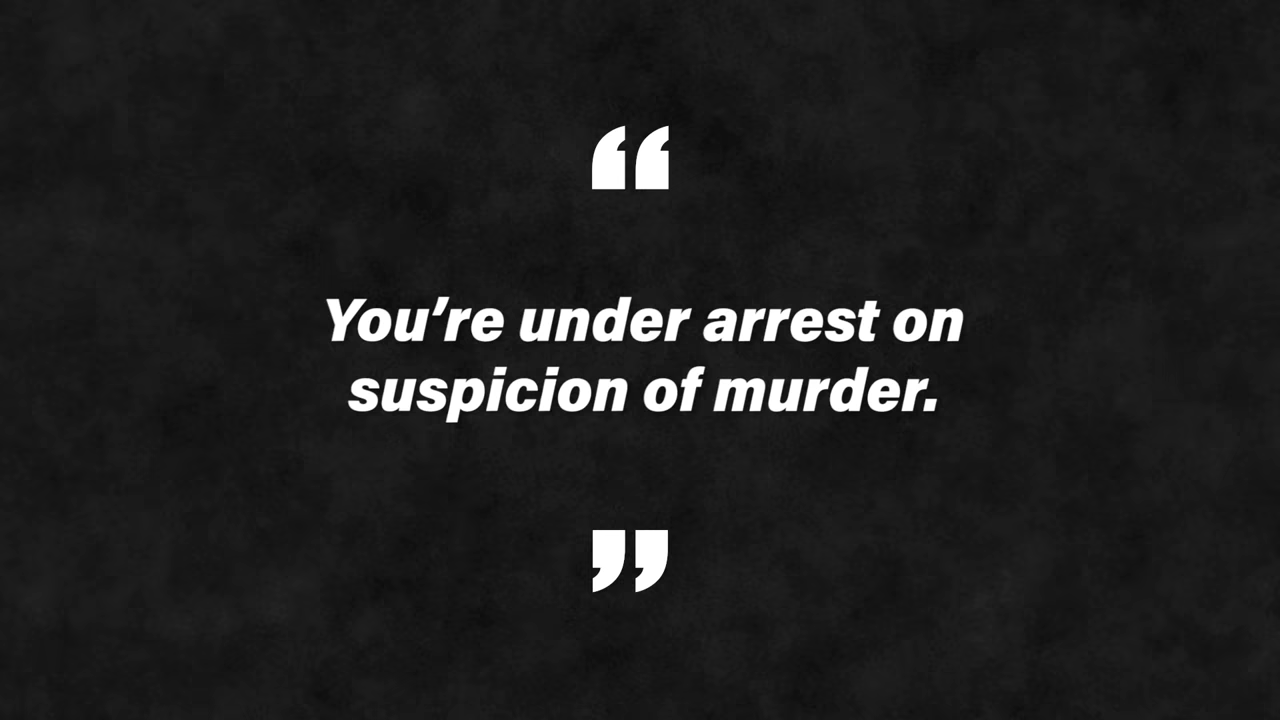 “
You’re under arrest on
suspicion of murder.
”